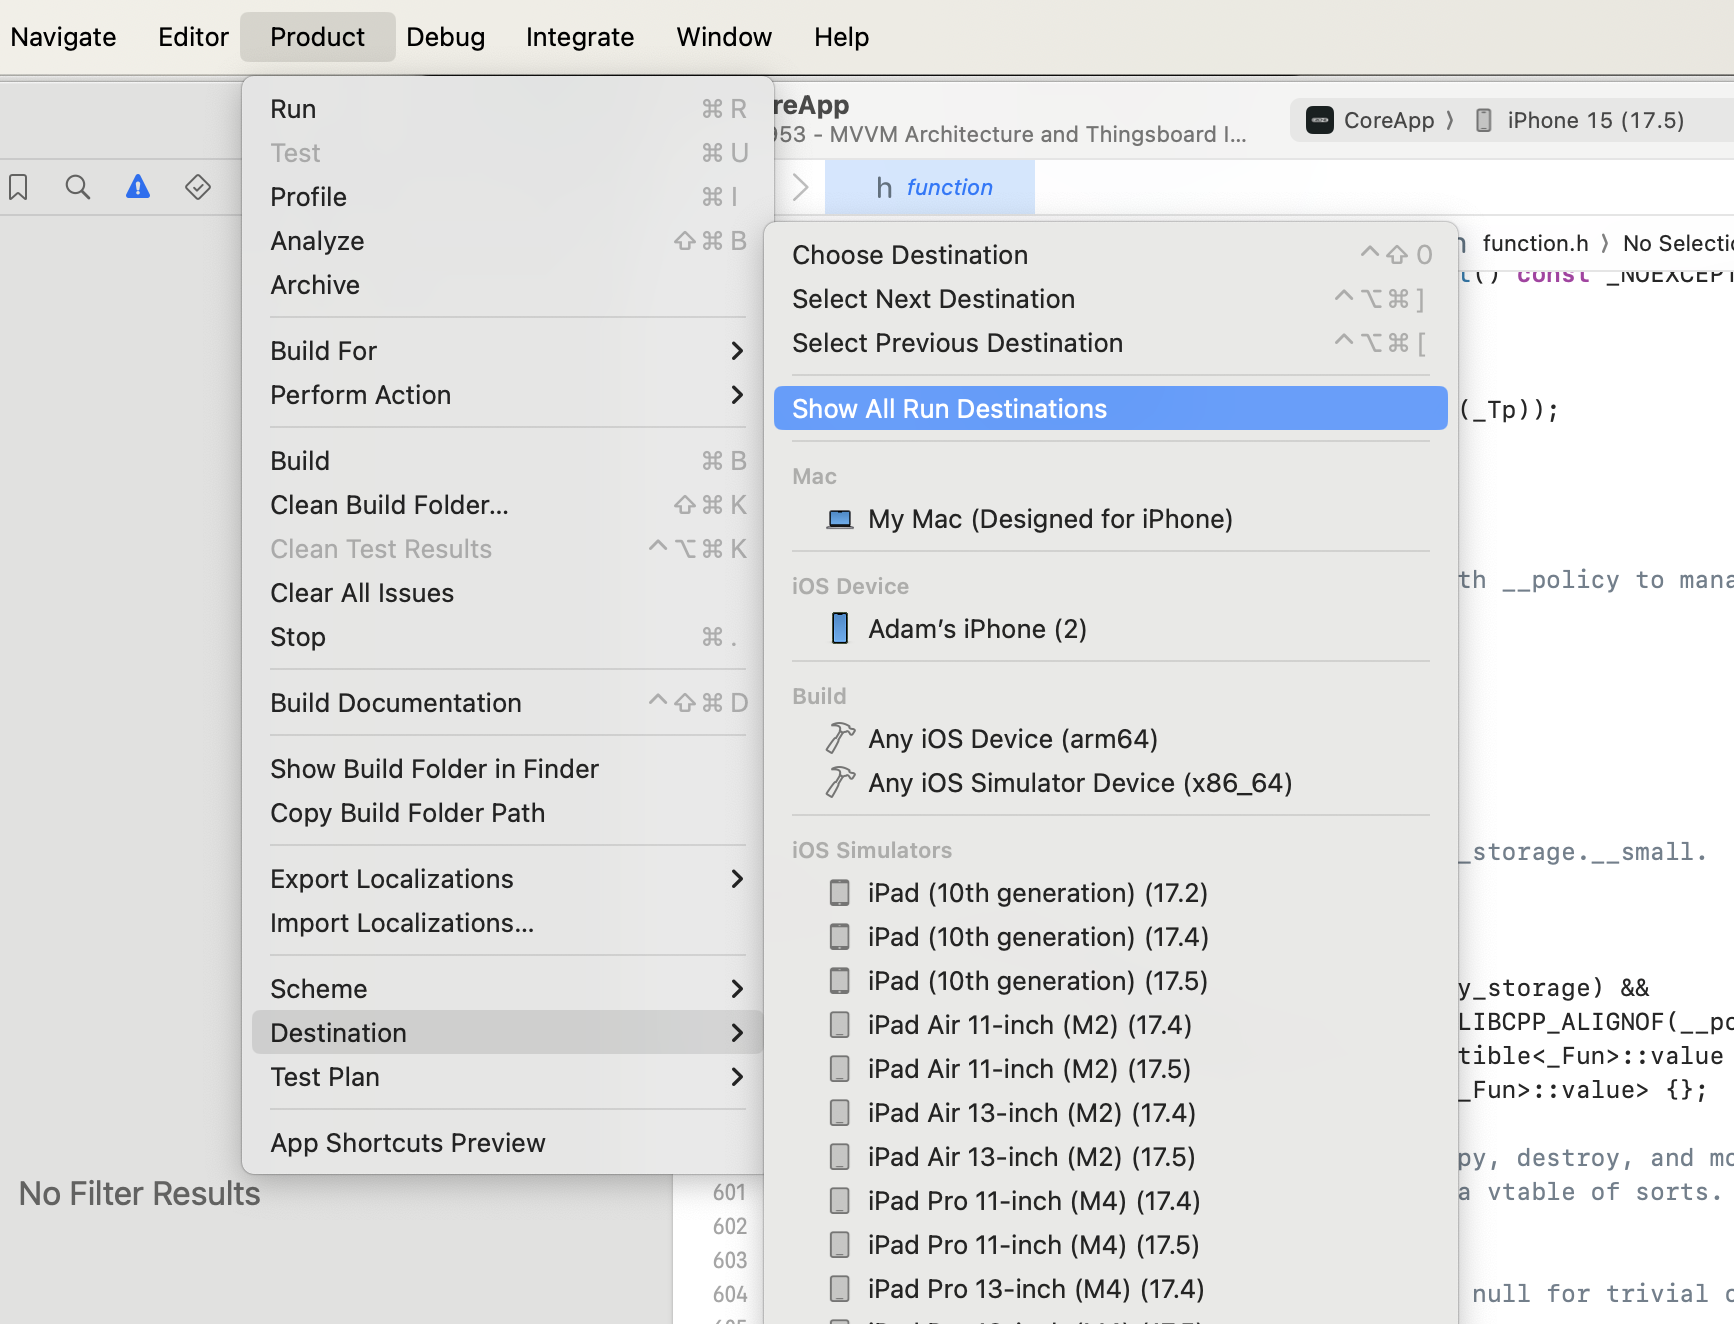 Navigate Editor Product Debug Integrate Window Help
Run ⌘ R
Test ⌘ U
Profile ⌘ I
Analyze ⇧ ⌘ B
Archive
Build For
Perform Action
Build ⌘ B
Clean Build Folder... ⇧ ⌘ K
Clean Test Results ^ ⌥ ⌘ K
Clear All Issues
Stop ⌘ .
Build Documentation ^ ⇧ ⌘ D
Show Build Folder in Finder
Copy Build Folder Path
Export Localizations
Import Localizations...
Scheme
Destination
Test Plan
App Shortcuts Preview
No Filter Results
reApp
953 - MVVM Architecture and Thingsboard I...
CoreApp ⟩ iPhone 15 (17.5)
h function
function.h ⟩ No Selectio
Choose Destination ^ ⇧ 0
Select Next Destination ^ ⌥ ⌘ ]
Select Previous Destination ^ ⌥ ⌘ [
Show All Run Destinations
Mac
My Mac (Designed for iPhone)
iOS Device
Adam’s iPhone (2)
Build
Any iOS Device (arm64)
Any iOS Simulator Device (x86_64)
iOS Simulators
iPad (10th generation) (17.2)
iPad (10th generation) (17.4)
iPad (10th generation) (17.5)
iPad Air 11-inch (M2) (17.4)
iPad Air 11-inch (M2) (17.5)
iPad Air 13-inch (M2) (17.4)
iPad Air 13-inch (M2) (17.5)
iPad Pro 11-inch (M4) (17.4)
iPad Pro 11-inch (M4) (17.5)
iPad Pro 13-inch (M4) (17.4)
t() const _NOEXCEPT
(_Tp));
th __policy to mana
_storage.__small.
y_storage) &&
LIBCPP_ALIGNOF(__po
tible<_Fun>::value
_Fun>::value> {};
py, destroy, and mo
a vtable of sorts.
null for trivial
601
602
603
604